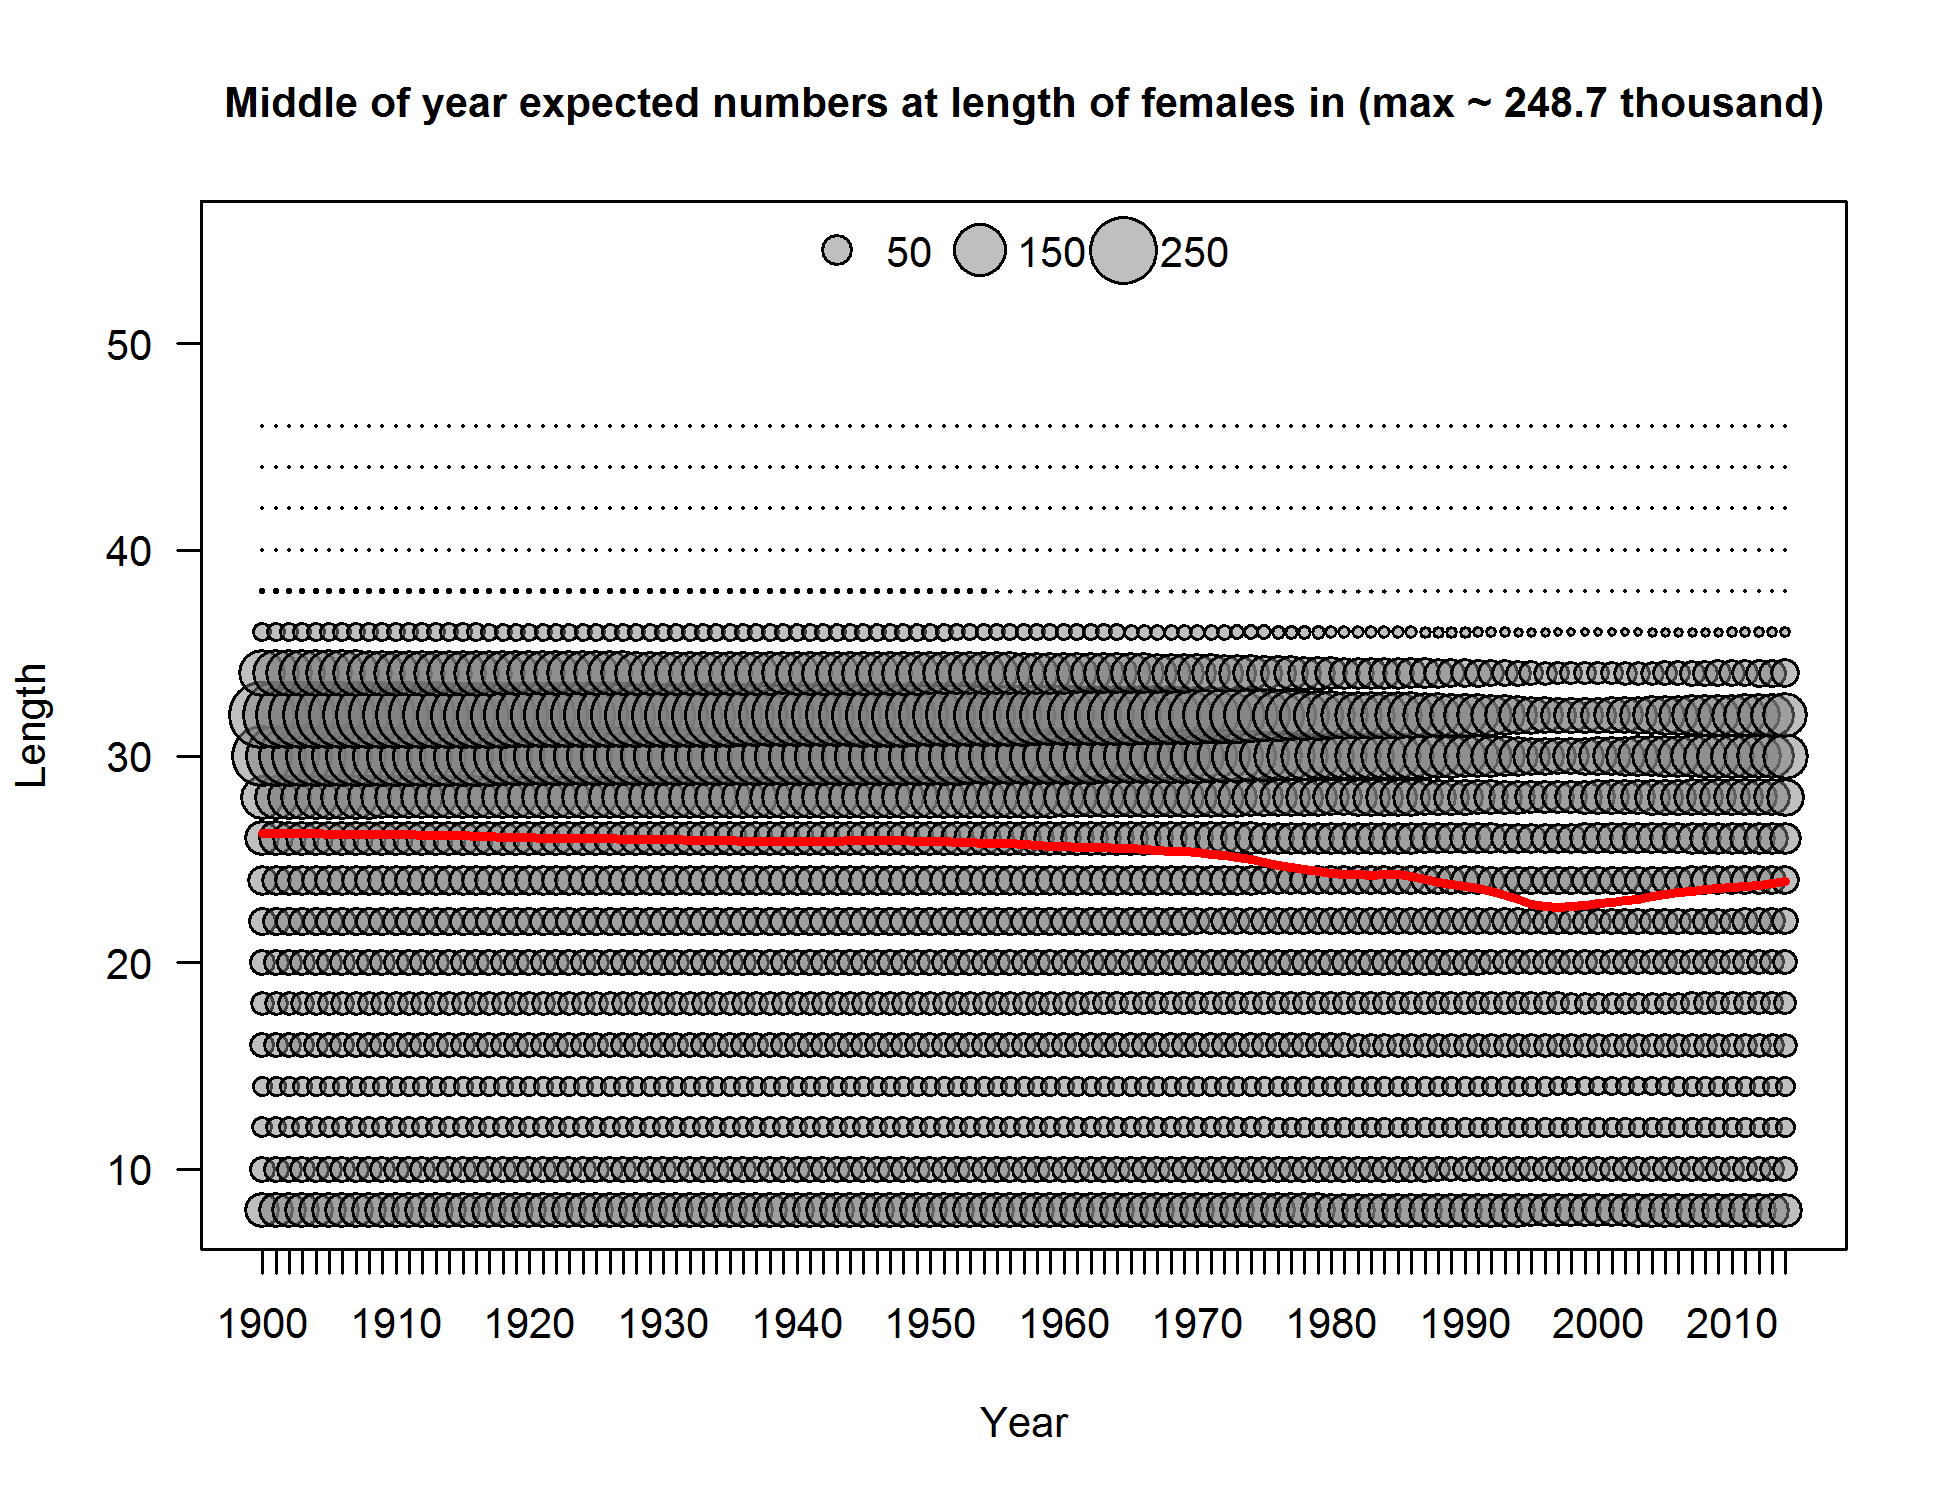 Middle of year expected numbers at length of females in (max ~ 248.7 thousand)
50 150 250
50
40
30
20
10
Length
1900 1910 1920 1930 1940 1950 1960 1970 1980 1990 2000 2010
Year